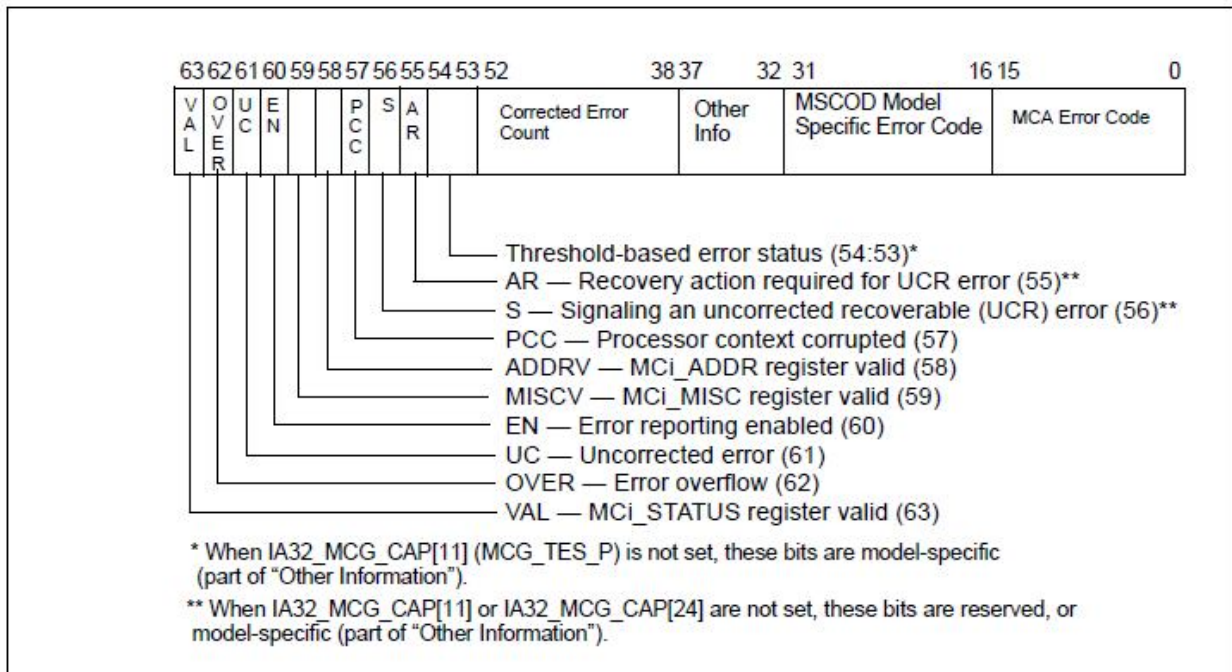 63 62 61 60 59 58 57 56 55 54 53 52 38 37 32 31 16 15 0
VAL OVER UC EN PCC S AR
Corrected Error
Count
Other
Info
MSCOD Model
Specific Error Code
MCA Error Code
Threshold-based error status (54:53)*
AR — Recovery action required for UCR error (55)**
S — Signaling an uncorrected recoverable (UCR) error (56)**
PCC — Processor context corrupted (57)
ADDRV — MCi_ADDR register valid (58)
MISCV — MCi_MISC register valid (59)
EN — Error reporting enabled (60)
UC — Uncorrected error (61)
OVER — Error overflow (62)
VAL — MCi_STATUS register valid (63)
* When IA32_MCG_CAP[11] (MCG_TES_P) is not set, these bits are model-specific
(part of “Other Information”).
** When IA32_MCG_CAP[11] or IA32_MCG_CAP[24] are not set, these bits are reserved, or
model-specific (part of “Other Information”).